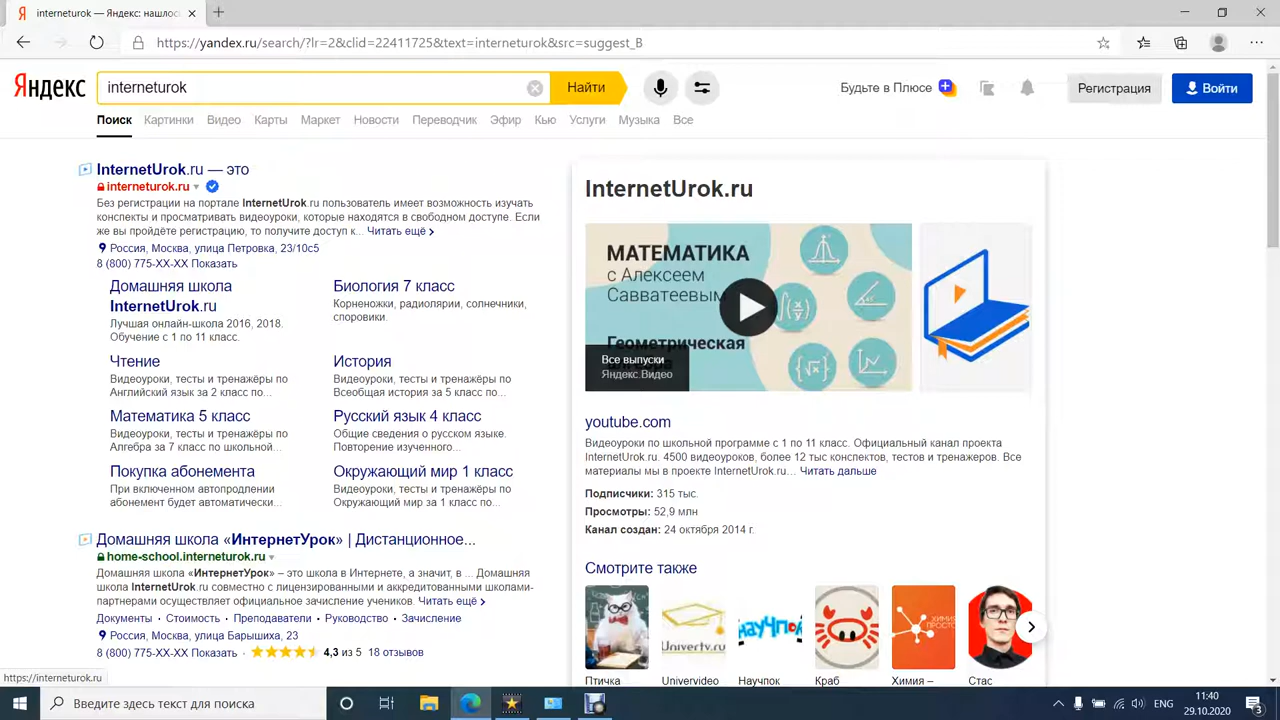 interneturok — Яндекс нашлос
https://yandex.ru/search/?lr=2&clid=22411725&text=interneturok&src=suggest_B
Яндекс
interneturok
Найти
Будьте в Плюсе
Регистрация
Войти
Поиск Картинки Видео Карты Маркет Новости Переводчик Эфир Кью Услуги Музыка Все
InternetUrok.ru — это
interneturok.ru
Без регистрации на портале InternetUrok.ru пользователь имеет возможность изучать
конспекты и просматривать видеоуроки, которые находятся в свободном доступе. Если
же вы пройдёте регистрацию, то получите доступ к... Читать ещё
Россия, Москва, улица Петровка, 23/10с5
8 (800) 775-XX-XX Показать
Домашняя школа
InternetUrok.ru
Лучшая онлайн-школа 2016, 2018.
Обучение с 1 по 11 класс.
Биология 7 класс
Корненожки, радиолярии, солнечники,
споровики.
Чтение
Видеоуроки, тесты и тренажёры по
Английский язык за 2 класс по...
История
Видеоуроки, тесты и тренажёры по
Всеобщая история за 5 класс по...
Математика 5 класс
Видеоуроки, тесты и тренажёры по
Алгебра за 7 класс по школьной...
Русский язык 4 класс
Общие сведения о русском языке.
Повторение изученного...
Покупка абонемента
При включенном автопродлении
абонемент будет автоматически...
Окружающий мир 1 класс
Видеоуроки, тесты и тренажёры по
Окружающий мир за 1 класс по...
Домашняя школа «ИнтернетУрок» | Дистанционное...
home-school.interneturok.ru
Домашняя школа «ИнтернетУрок» – это школа в Интернете, а значит, в ... Домашняя
школа InternetUrok.ru совместно с лицензированными и аккредитованными школами-
партнерами осуществляет официальное зачисление учеников. Читать ещё
Документы · Стоимость · Преподаватели · Руководство · Зачисление
Россия, Москва, улица Барышиха, 23
8 (800) 775-XX-XX Показать · 4,3 из 5 18 отзывов
https://interneturok.ru
InternetUrok.ru
МАТЕМАТИКА
с Алексеем
Савватеевым
Геометрическая
Все выпуски
Яндекс.Видео
youtube.com
Видеоуроки по школьной программе с 1 по 11 класс. Официальный канал проекта
InternetUrok.ru. 4500 видеоуроков, более 12 тыс конспектов, тестов и тренажеров. Все
материалы мы в проекте InternetUrok.ru... Читать дальше
Подписчики: 315 тыс.
Просмотры: 52,9 млн
Канал создан: 24 октября 2014 г.
Смотрите также
Univertv.ru
научпок
ХИМИЯ
ПРОСТО
Птичка Univervideo Научпок Краб Химия – Стас
Введите здесь текст для поиска
ENG
11:40
29.10.2020
3